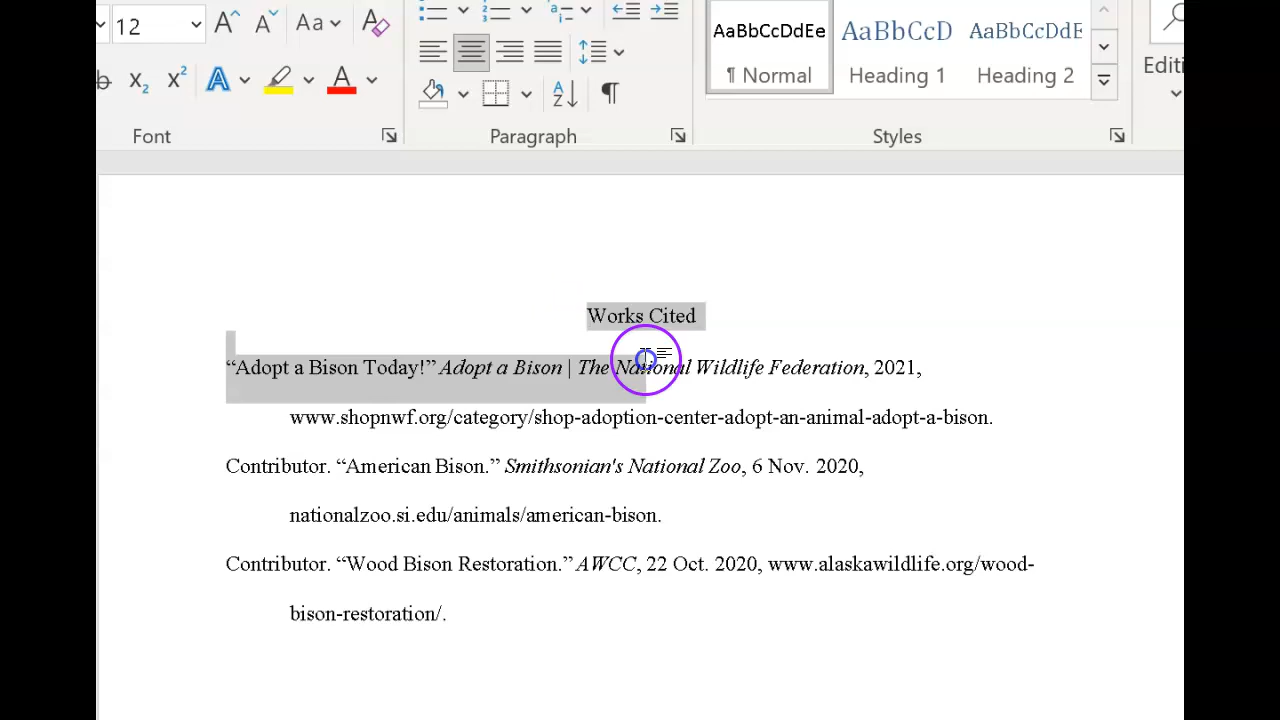 12
Aa
A
b x₂ x² A A
AaBbCcDdEe AaBbCcD AaBbCcDdE
¶ Normal Heading 1 Heading 2
Editi
Font Paragraph Styles
Works Cited
“Adopt a Bison Today!” Adopt a Bison | The National Wildlife Federation, 2021,
www.shopnwf.org/category/shop-adoption-center-adopt-an-animal-adopt-a-bison.
Contributor. “American Bison.” Smithsonian's National Zoo, 6 Nov. 2020,
nationalzoo.si.edu/animals/american-bison.
Contributor. “Wood Bison Restoration.” AWCC, 22 Oct. 2020, www.alaskawildlife.org/wood-
bison-restoration/.